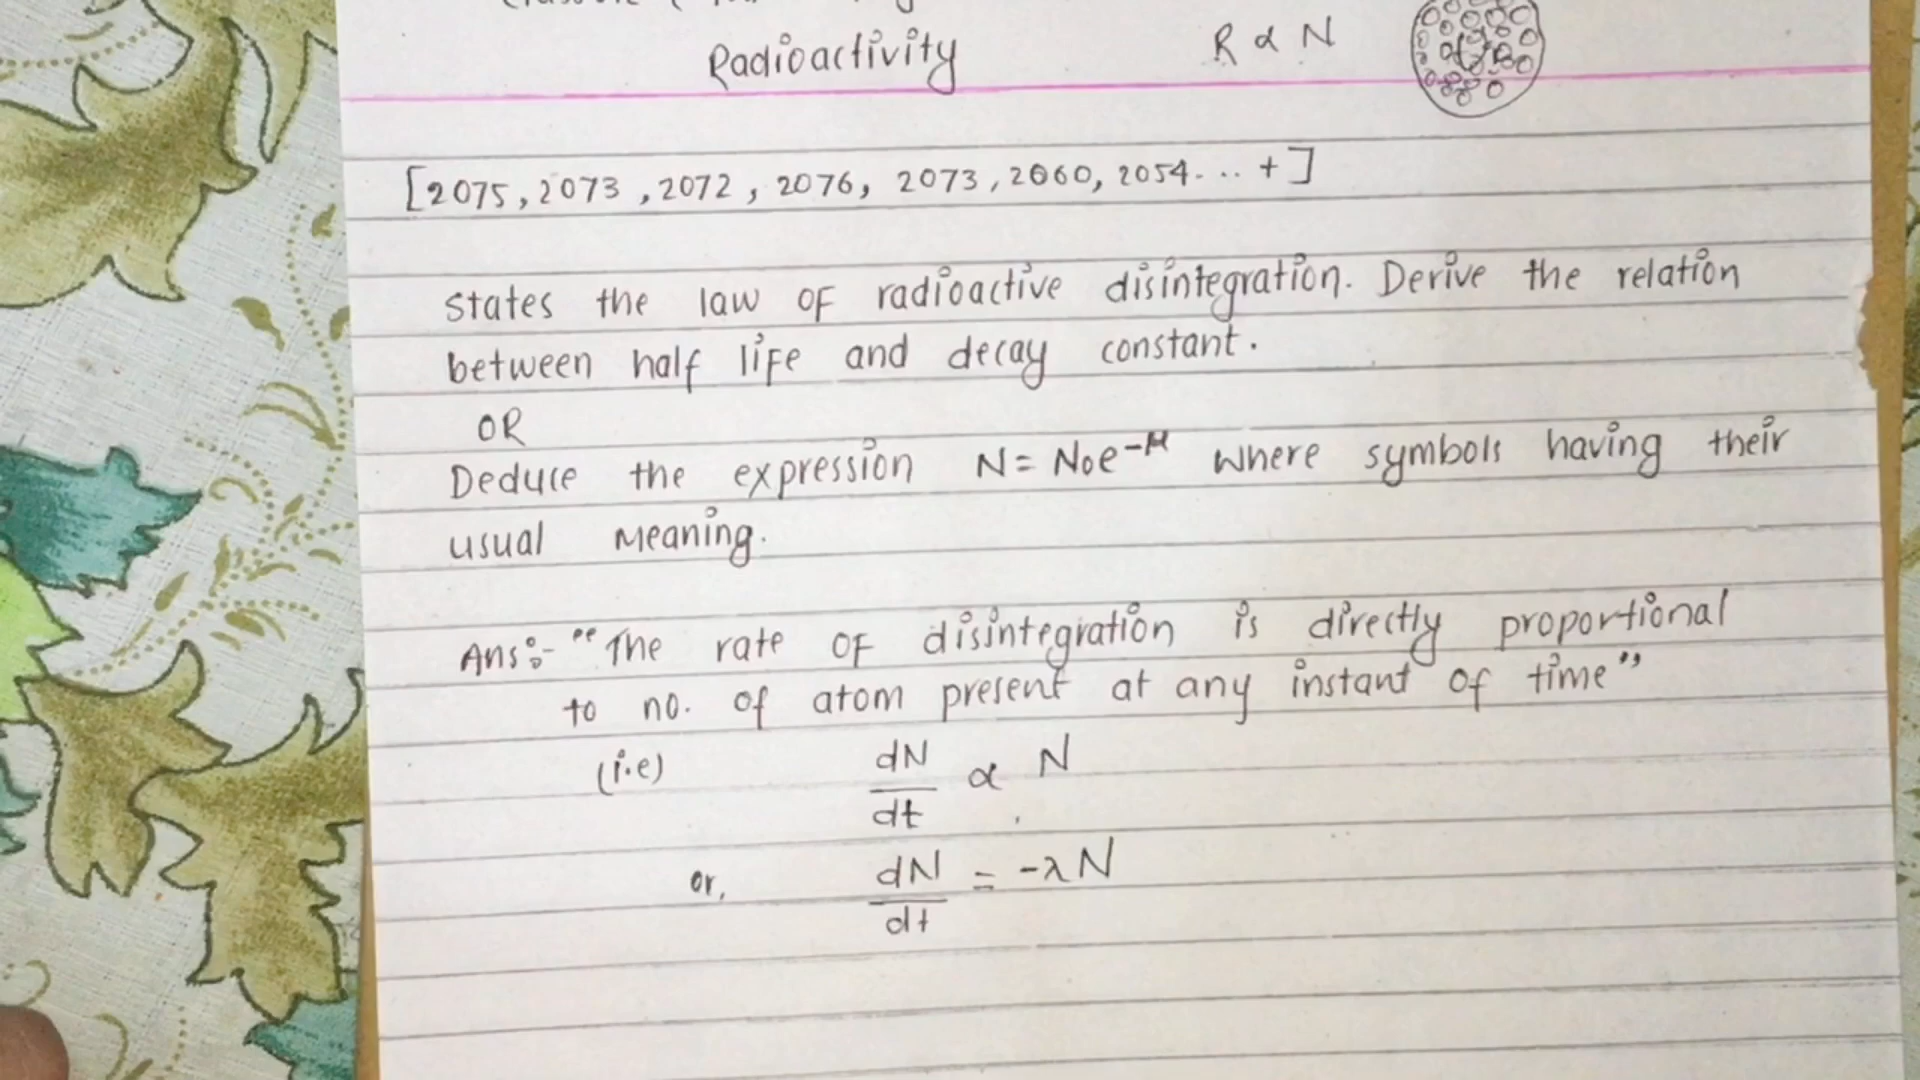 Radioactivity
R ∝ N
[2075, 2073, 2072, 2076, 2073, 2060, 2054. .. +]
states the law of radioactive disintegration. Derive the relation
between half life and decay constant.
OR
Deduce the expression N = N₀e⁻ where symbols having their
usual meaning.
Ans:- "The rate of disintegration is directly proportional
to no. of atom present at any instant of time"
(i.e) dN/dt ∝ N
or, dN/dt = -λN